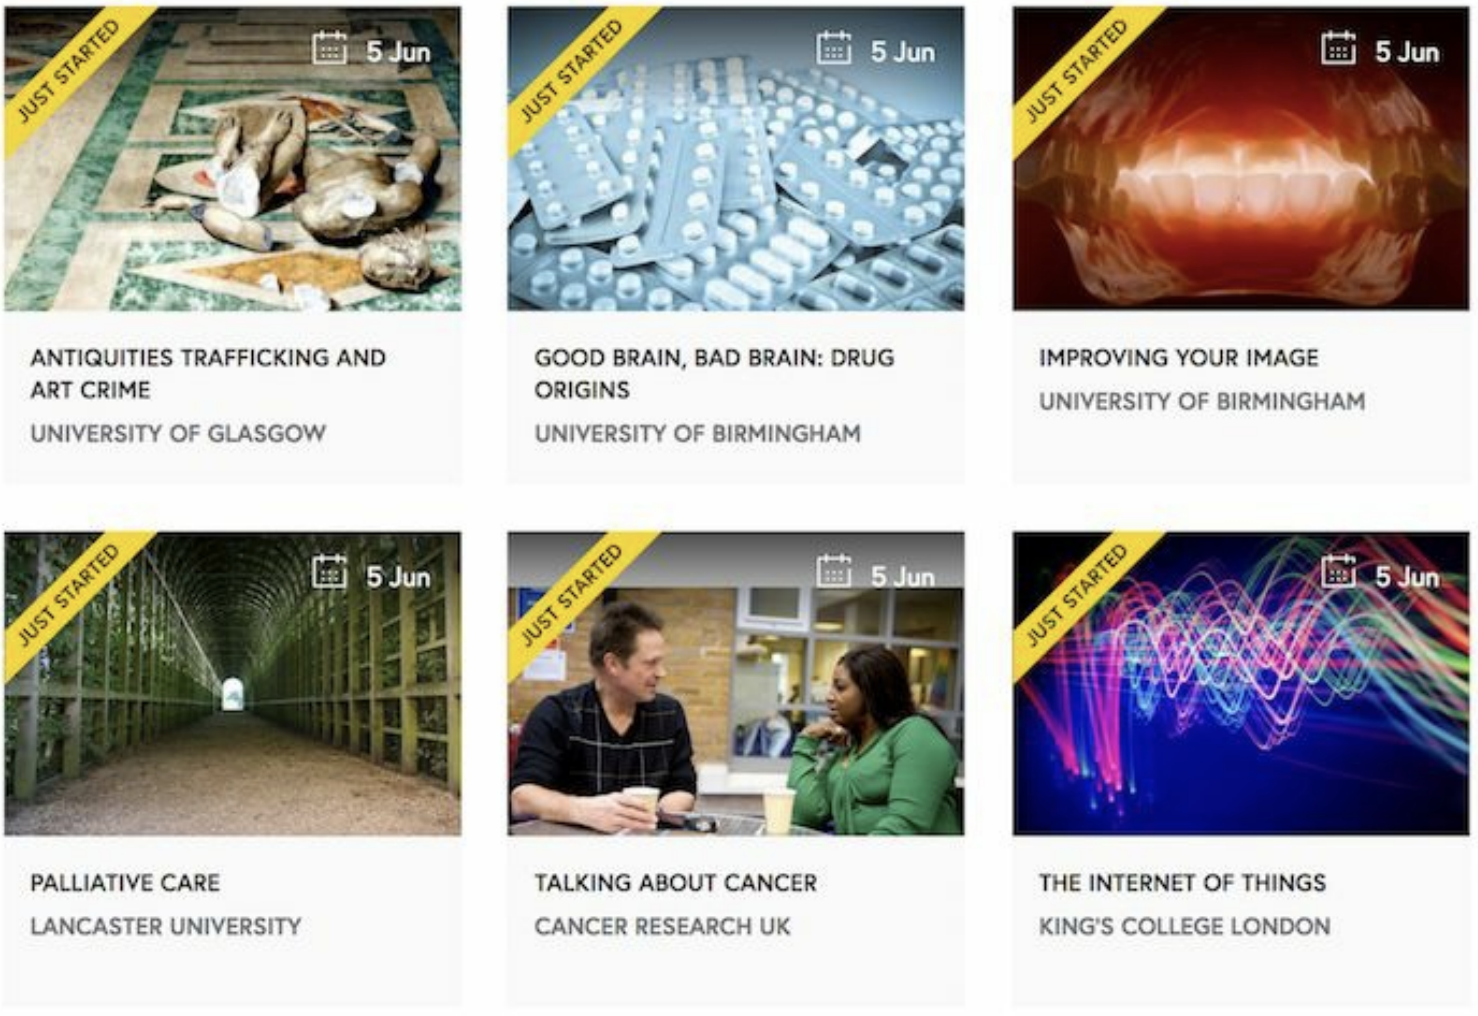 JUST STARTED
5 Jun
ANTIQUITIES TRAFFICKING AND
ART CRIME
UNIVERSITY OF GLASGOW
JUST STARTED
5 Jun
GOOD BRAIN, BAD BRAIN: DRUG
ORIGINS
UNIVERSITY OF BIRMINGHAM
JUST STARTED
5 Jun
IMPROVING YOUR IMAGE
UNIVERSITY OF BIRMINGHAM
JUST STARTED
5 Jun
PALLIATIVE CARE
LANCASTER UNIVERSITY
JUST STARTED
5 Jun
TALKING ABOUT CANCER
CANCER RESEARCH UK
JUST STARTED
5 Jun
THE INTERNET OF THINGS
KING'S COLLEGE LONDON